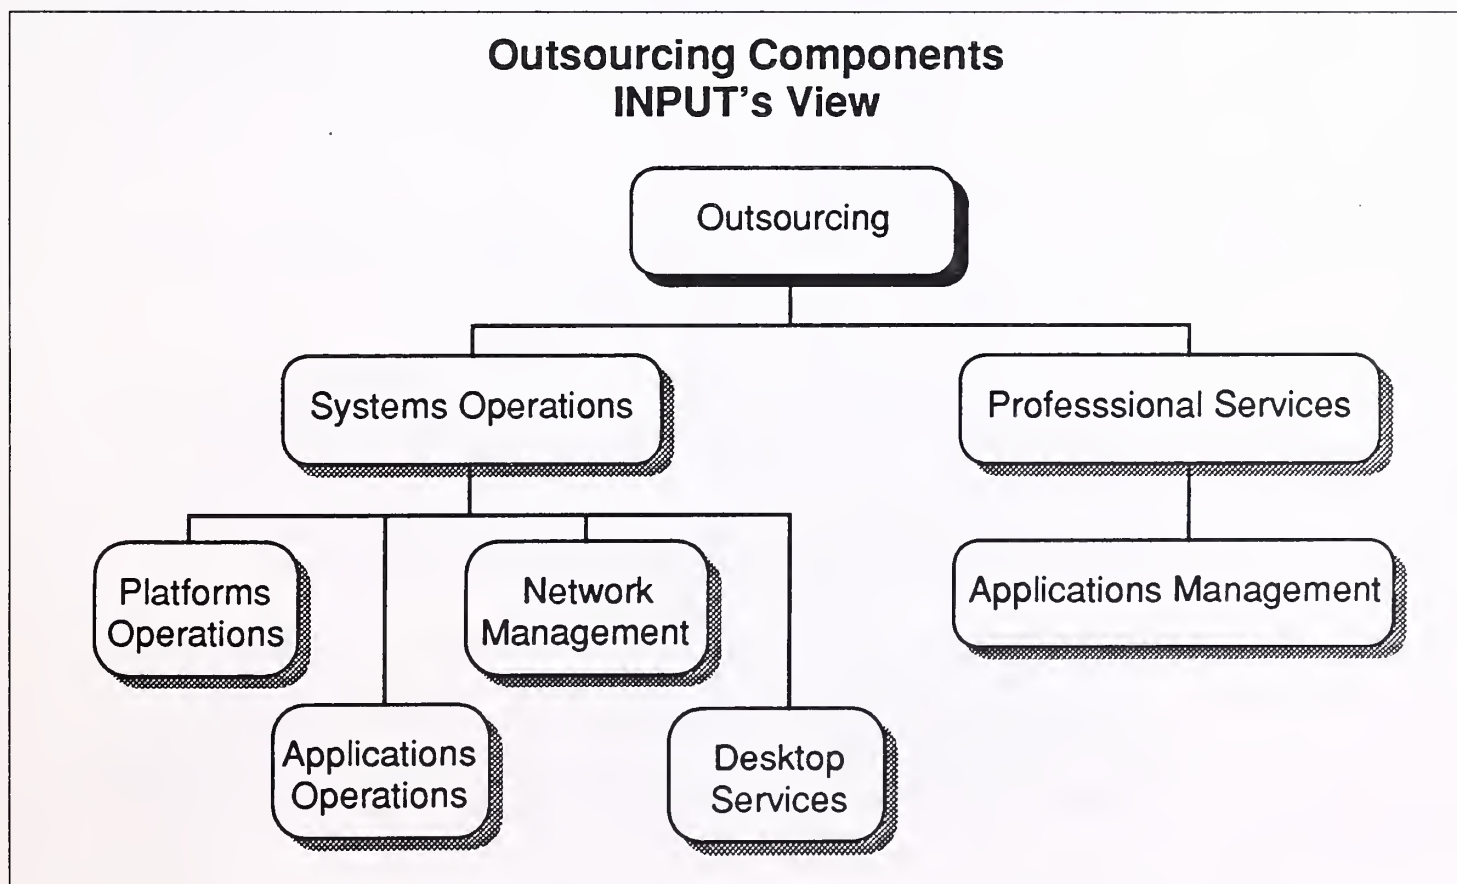 Outsourcing Components
INPUT's View
Outsourcing
Systems Operations
Professsional Services
Platforms
Operations
Network
Management
Applications Management
Applications
Operations
Desktop
Services